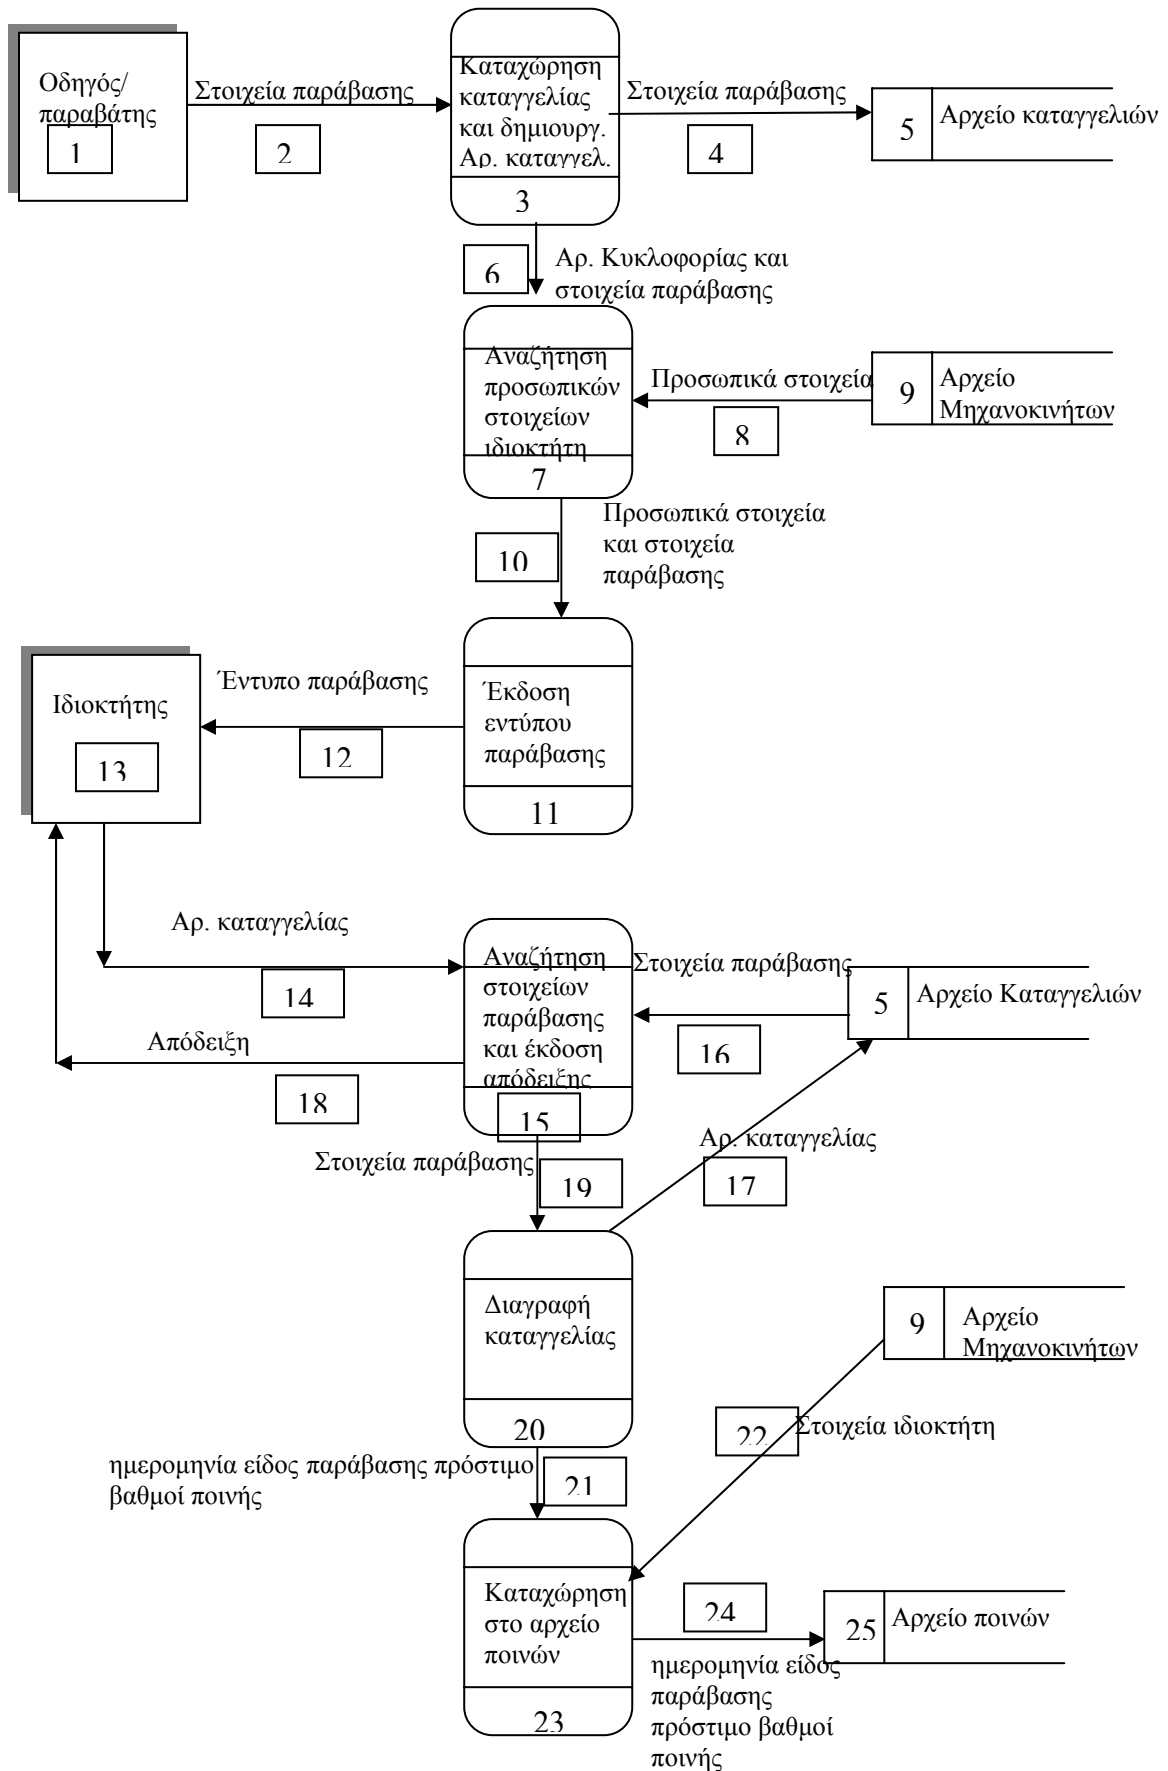 Οδηγός/
παραβάτης
1
Στοιχεία παράβασης
2
Καταχώρηση
καταγγελίας
και δημιουργ.
Αρ. καταγγελ.
3
Στοιχεία παράβασης
4
5
Αρχείο καταγγελιών
6
Αρ. Κυκλοφορίας και
στοιχεία παράβασης
Αναζήτηση
προσωπικών
στοιχείων
ιδιοκτήτη
7
Προσωπικά στοιχεία
8
9
Αρχείο
Μηχανοκινήτων
10
Προσωπικά στοιχεία
και στοιχεία
παράβασης
Ιδιοκτήτης
13
Έντυπο παράβασης
12
Έκδοση
εντύπου
παράβασης
11
Αρ. καταγγελίας
14
Απόδειξη
18
Αναζήτηση
στοιχείων
παράβασης
και έκδοση
απόδειξης
15
Στοιχεία παράβασης
16
5
Αρχείο Καταγγελιών
Αρ. καταγγελίας
17
Στοιχεία παράβασης
19
Διαγραφή
καταγγελίας
20
9
Αρχείο
Μηχανοκινήτων
22
Στοιχεία ιδιοκτήτη
ημερομηνία είδος παράβασης πρόστιμο
βαθμοί ποινής
21
Καταχώρηση
στο αρχείο
ποινών
23
24
25
Αρχείο ποινών
ημερομηνία είδος
παράβασης
πρόστιμο βαθμοί
ποινής